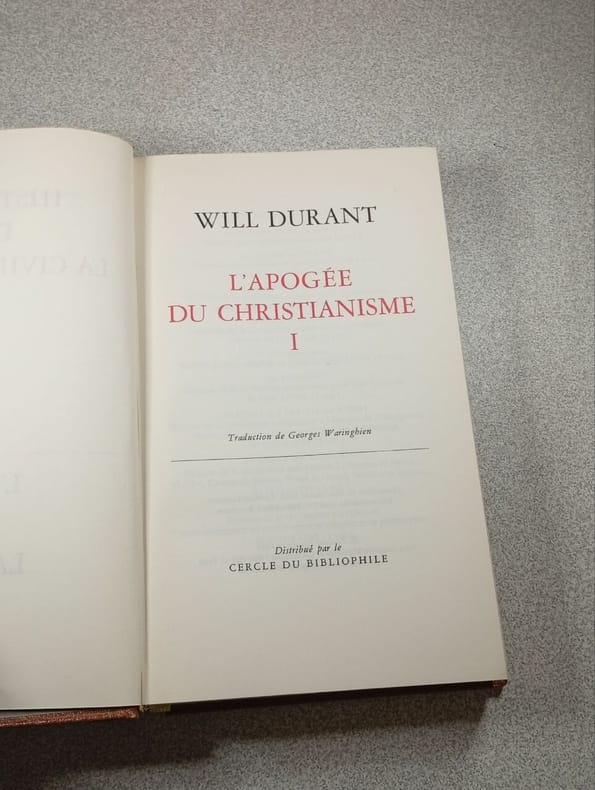 WILL DURANT
L'APOGÉE
DU CHRISTIANISME
I
Traduction de Georges Waringhien
Distribué par le
CERCLE DU BIBLIOPHILE